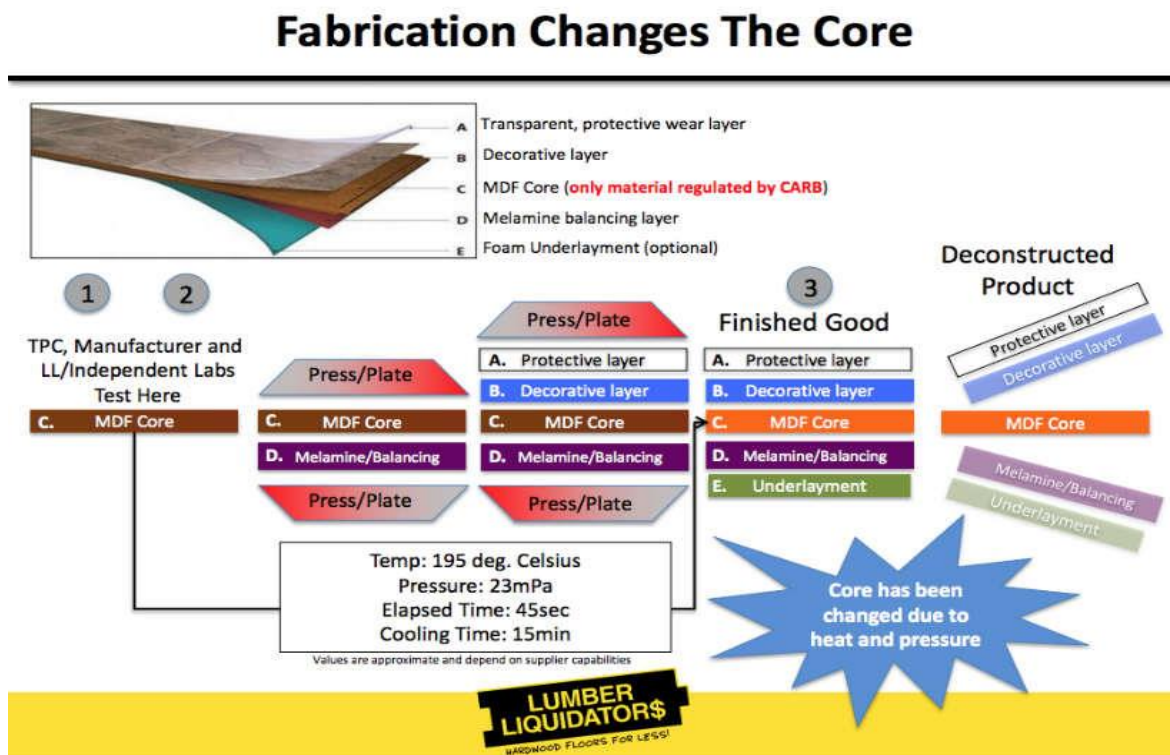 Fabrication Changes The Core
A Transparent, protective wear layer
B Decorative layer
C MDF Core (only material regulated by CARB)
D Melamine balancing layer
E Foam Underlayment (optional)
1
2
TPC, Manufacturer and
LL/Independent Labs
Test Here
C. MDF Core
Press/Plate
C. MDF Core
D. Melamine/Balancing
Press/Plate
Press/Plate
A. Protective layer
B. Decorative layer
C. MDF Core
D. Melamine/Balancing
Press/Plate
3
Finished Good
A. Protective layer
B. Decorative layer
C. MDF Core
D. Melamine/Balancing
E. Underlayment
Deconstructed
Product
Protective layer
Decorative layer
MDF Core
Melamine/Balancing
Underlayment
Temp: 195 deg. Celsius
Pressure: 23mPa
Elapsed Time: 45sec
Cooling Time: 15min
Values are approximate and depend on supplier capabilities
Core has been
changed due to
heat and pressure
LUMBER
LIQUIDATOR$
HARDWOOD FLOORS FOR LESS!